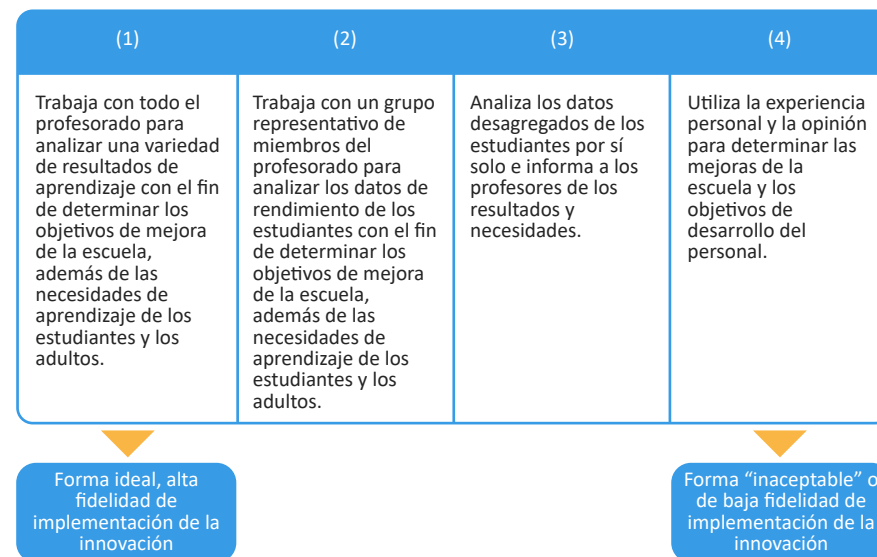 (1)
Trabaja con todo el
profesorado para
analizar una variedad
de resultados de
aprendizaje con el fin
de determinar los
objetivos de mejora
de la escuela,
además de las
necesidades de
aprendizaje de los
estudiantes y los
adultos.
(2)
Trabaja con un grupo
representativo de
miembros del
profesorado para
analizar los datos de
rendimiento de los
estudiantes con el fin
de determinar los
objetivos de mejora
de la escuela,
además de las
necesidades de
aprendizaje de los
estudiantes y los
adultos.
(3)
Analiza los datos
desagregados de los
estudiantes por sí
solo e informa a los
profesores de los
resultados y
necesidades.
(4)
Utiliza la experiencia
personal y la opinión
para determinar las
mejoras de la
escuela y los
objetivos de
desarrollo del
personal.
Forma ideal, alta
fidelidad de
implementación de la
innovación
Forma “inaceptable” o
de baja fidelidad de
implementación de la
innovación